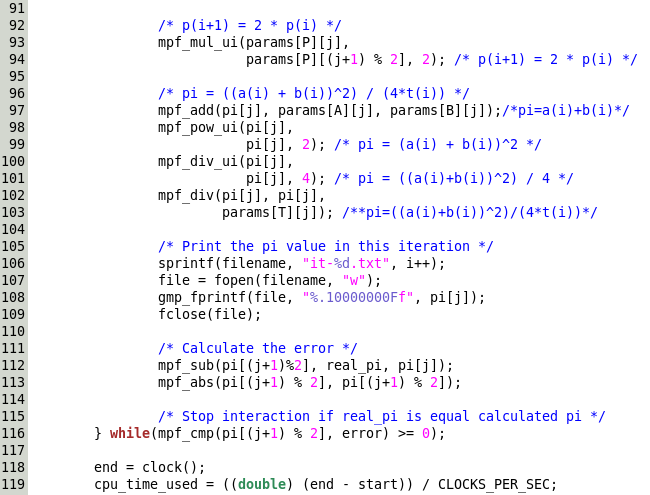 91
92 /* p(i+1) = 2 * p(i) */
93 mpf_mul_ui(params[P][j],
94 params[P][(j+1) % 2], 2); /* p(i+1) = 2 * p(i) */
95
96 /* pi = ((a(i) + b(i))^2) / (4*t(i)) */
97 mpf_add(pi[j], params[A][j], params[B][j]);/*pi=a(i)+b(i)*/
98 mpf_pow_ui(pi[j],
99 pi[j], 2); /* pi = (a(i) + b(i))^2 */
100 mpf_div_ui(pi[j],
101 pi[j], 4); /* pi = ((a(i)+b(i))^2) / 4 */
102 mpf_div(pi[j], pi[j],
103 params[T][j]); /**pi=((a(i)+b(i))^2)/(4*t(i))*/
104
105 /* Print the pi value in this iteration */
106 sprintf(filename, "it-%d.txt", i++);
107 file = fopen(filename, "w");
108 gmp_fprintf(file, "%.10000000Ff", pi[j]);
109 fclose(file);
110
111 /* Calculate the error */
112 mpf_sub(pi[(j+1)%2], real_pi, pi[j]);
113 mpf_abs(pi[(j+1) % 2], pi[(j+1) % 2]);
114
115 /* Stop interaction if real_pi is equal calculated pi */
116 } while(mpf_cmp(pi[(j+1) % 2], error) >= 0);
117
118 end = clock();
119 cpu_time_used = ((double) (end - start)) / CLOCKS_PER_SEC;